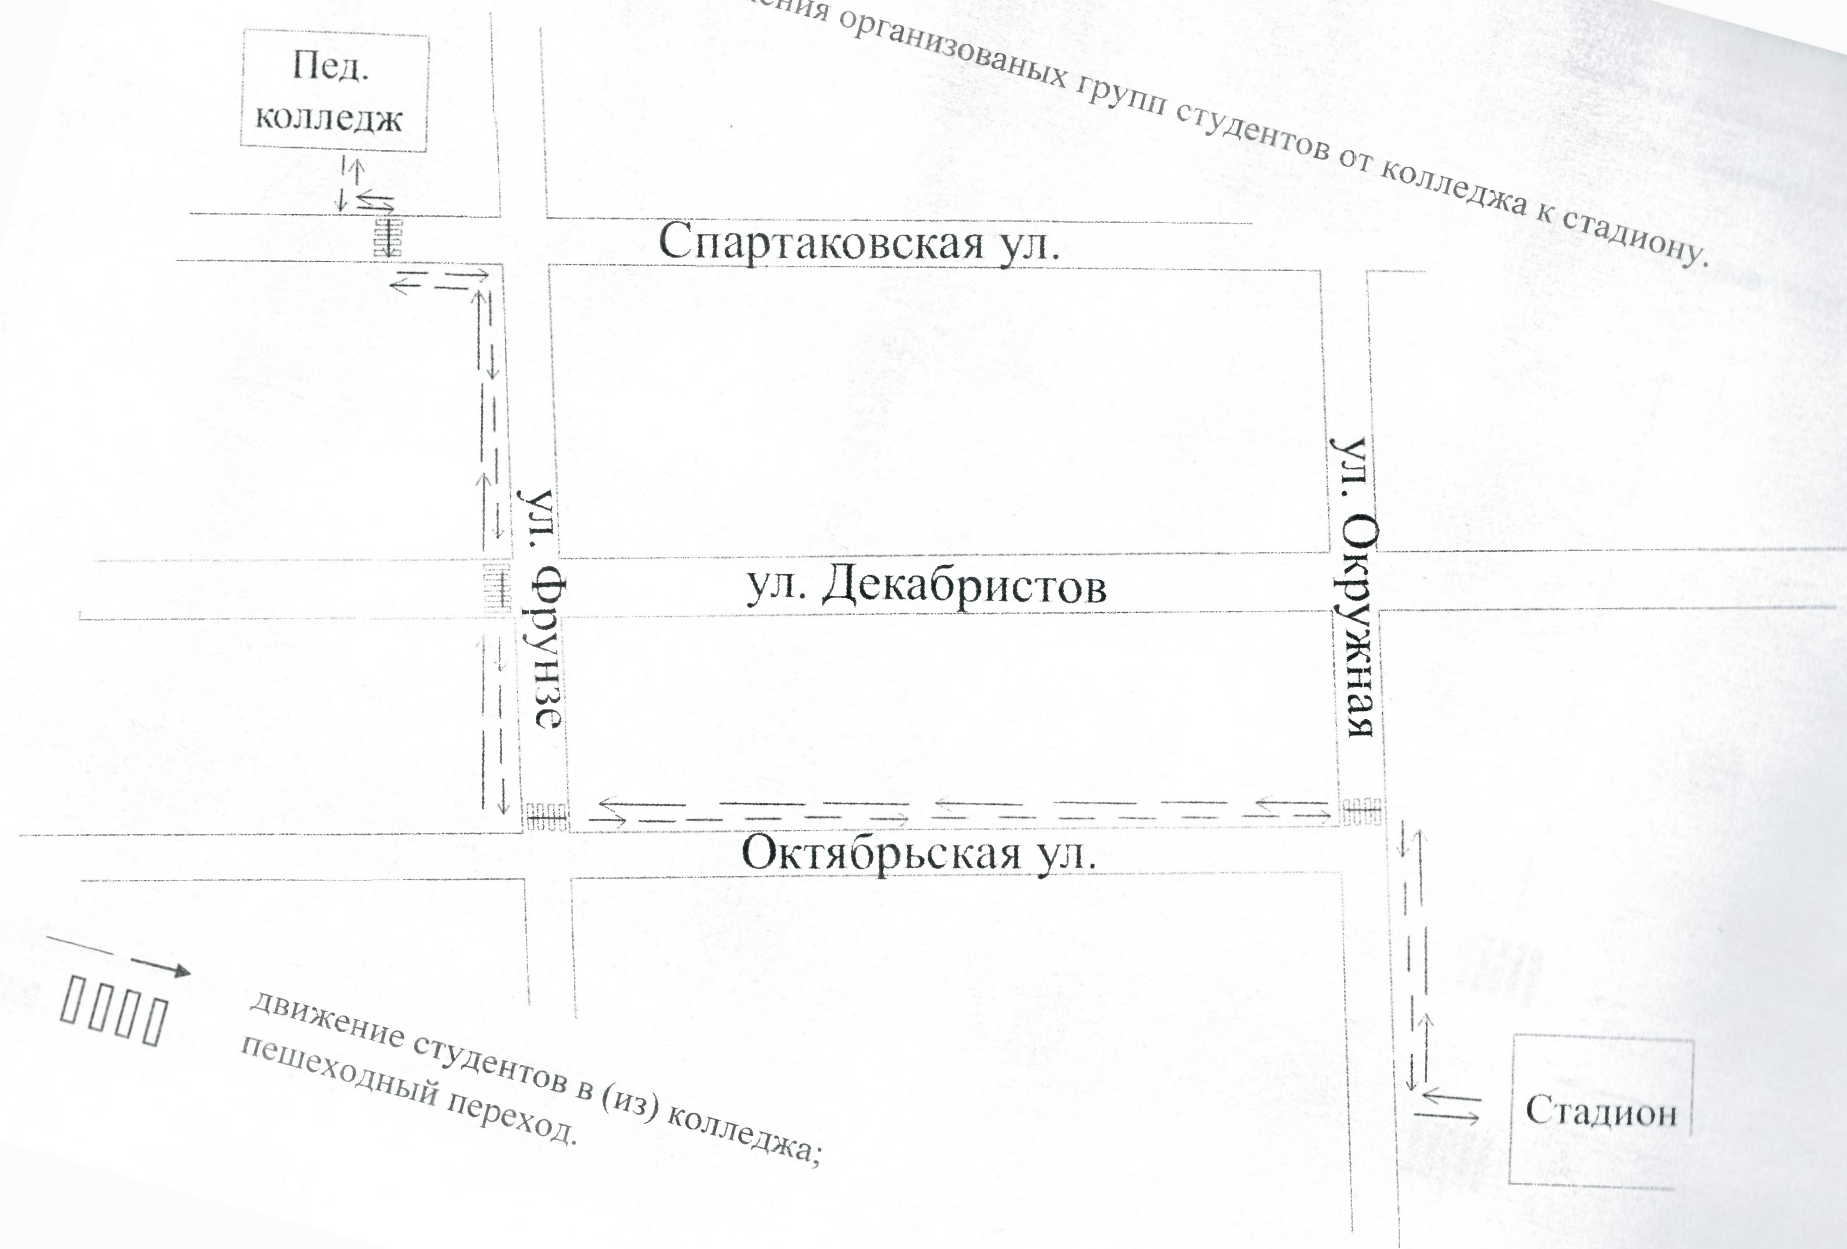 организованых групп студентов от колледжа к стадиону.
Пед.
колледж
Спартаковская ул.
ул. Фрунзе
ул. Окружная
ул. Декабристов
Октябрьская ул.
Стадион
движение студентов в (из) колледжа;
пешеходный переход.